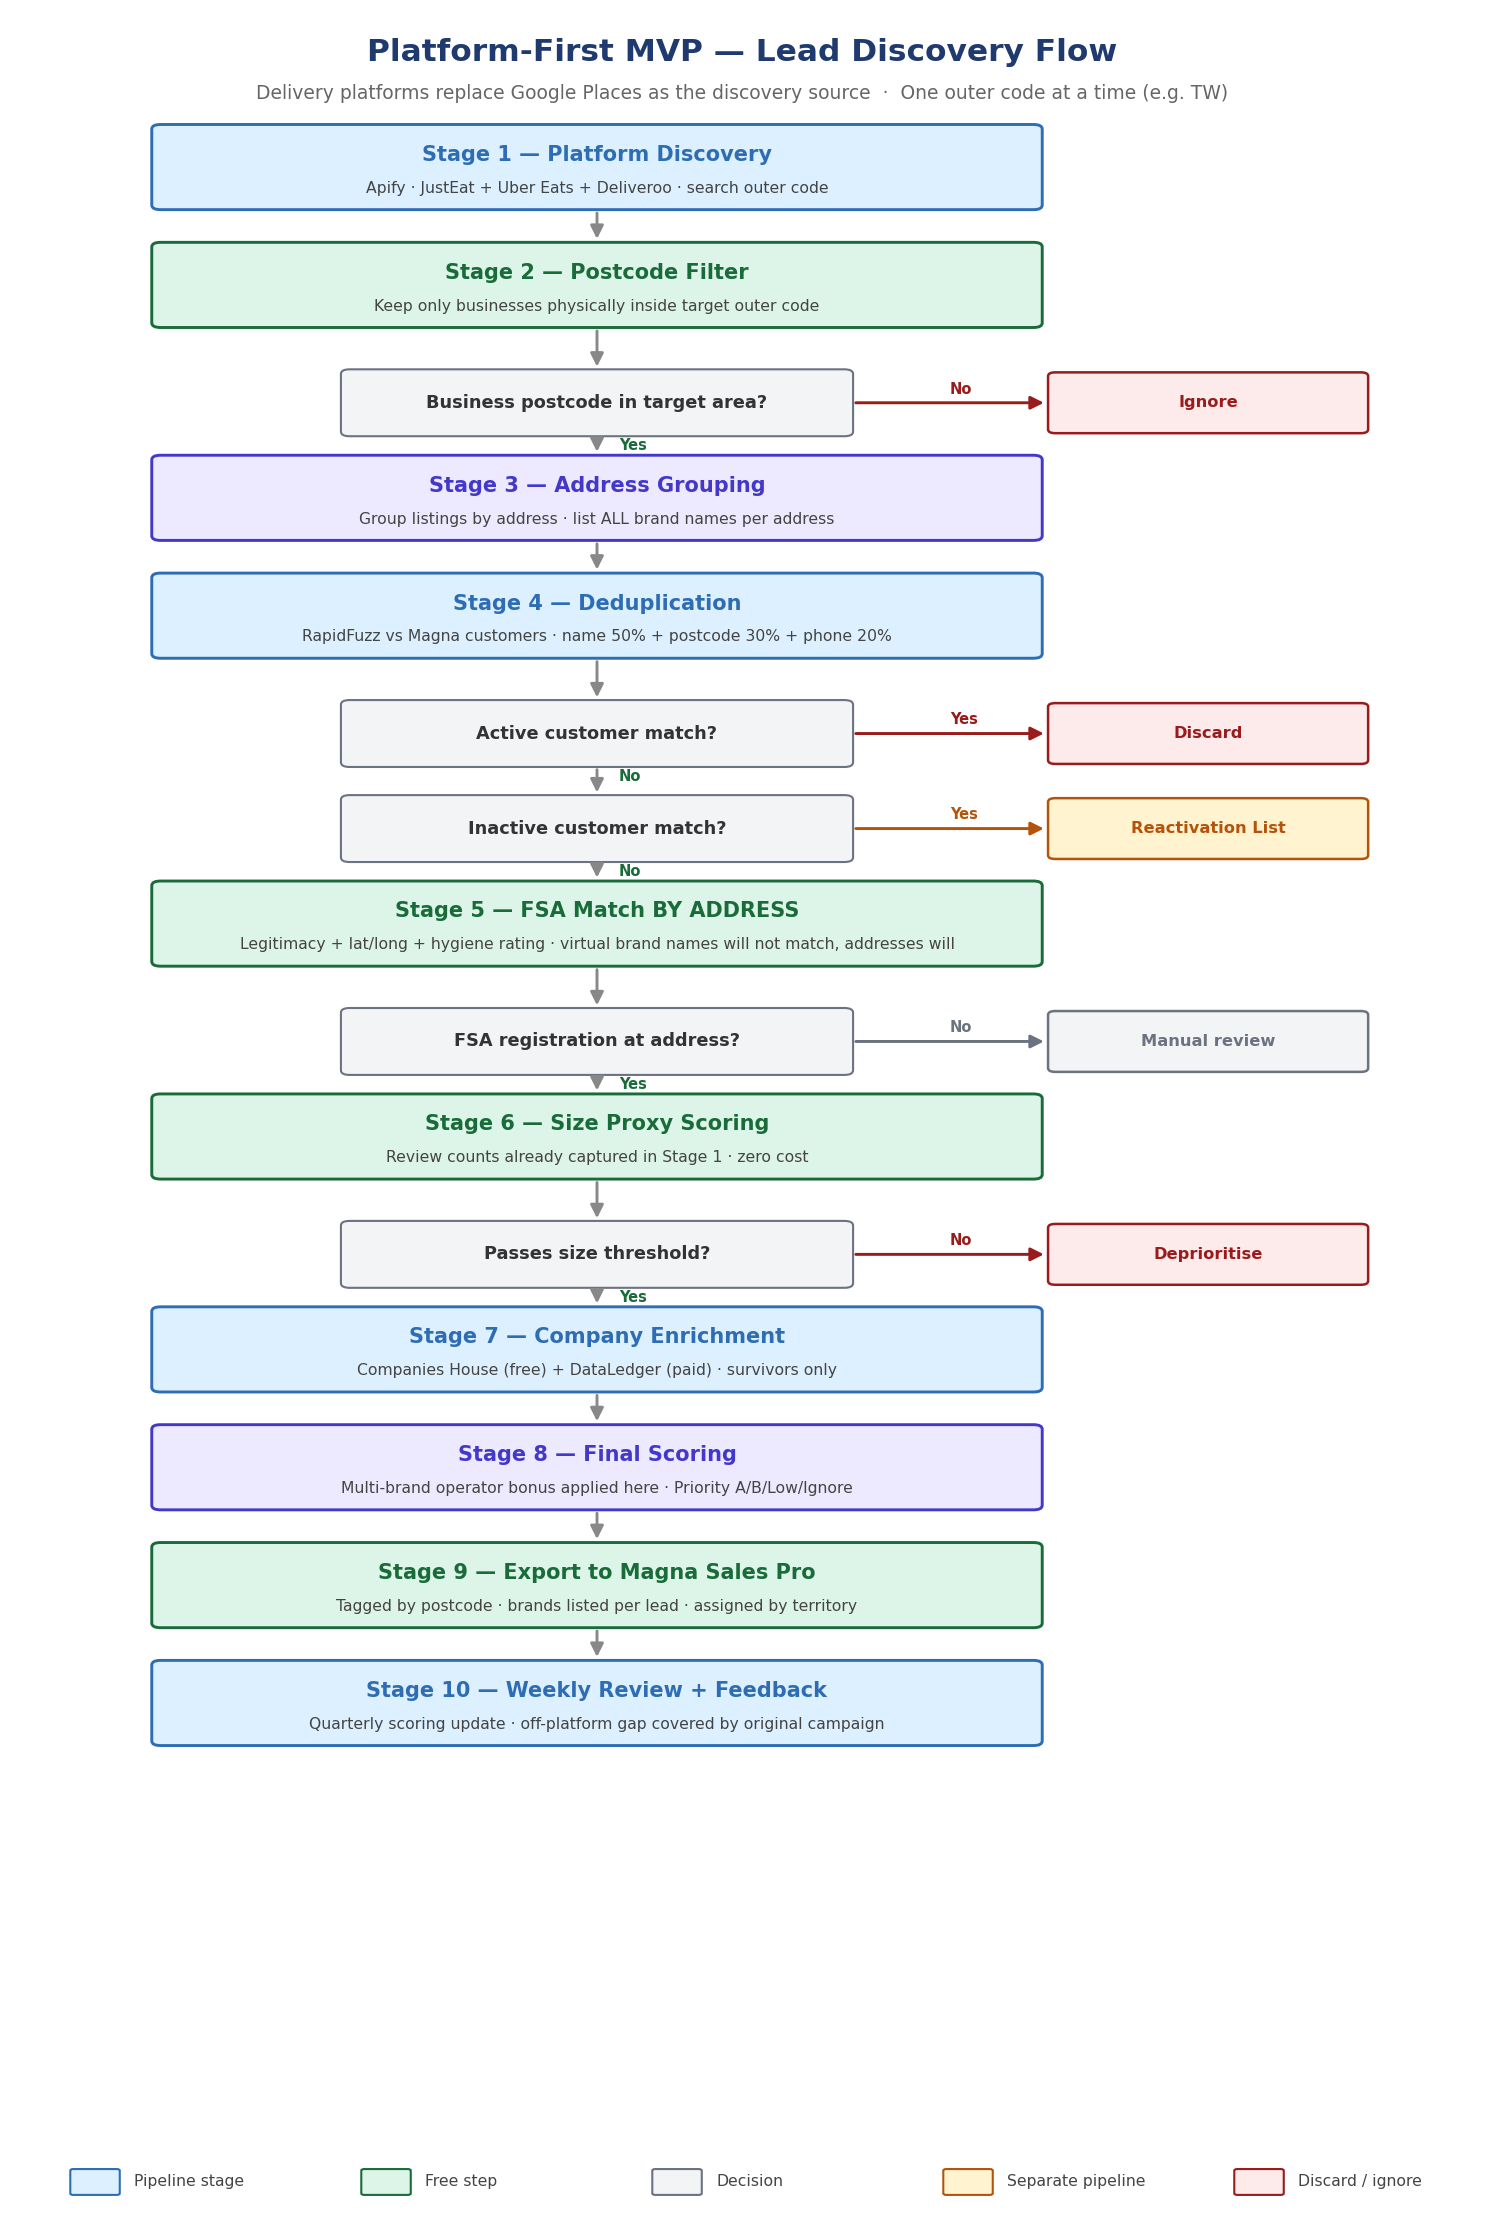 Platform-First MVP — Lead Discovery Flow
Delivery platforms replace Google Places as the discovery source · One outer code at a time (e.g. TW)
Stage 1 — Platform Discovery
Apify · JustEat + Uber Eats + Deliveroo · search outer code
Stage 2 — Postcode Filter
Keep only businesses physically inside target outer code
Business postcode in target area?
No
Ignore
Yes
Stage 3 — Address Grouping
Group listings by address · list ALL brand names per address
Stage 4 — Deduplication
RapidFuzz vs Magna customers · name 50% + postcode 30% + phone 20%
Active customer match?
Yes
Discard
No
Inactive customer match?
Yes
Reactivation List
No
Stage 5 — FSA Match BY ADDRESS
Legitimacy + lat/long + hygiene rating · virtual brand names will not match, addresses will
FSA registration at address?
No
Manual review
Yes
Stage 6 — Size Proxy Scoring
Review counts already captured in Stage 1 · zero cost
Passes size threshold?
No
Deprioritise
Yes
Stage 7 — Company Enrichment
Companies House (free) + DataLedger (paid) · survivors only
Stage 8 — Final Scoring
Multi-brand operator bonus applied here · Priority A/B/Low/Ignore
Stage 9 — Export to Magna Sales Pro
Tagged by postcode · brands listed per lead · assigned by territory
Stage 10 — Weekly Review + Feedback
Quarterly scoring update · off-platform gap covered by original campaign
Pipeline stage
Free step
Decision
Separate pipeline
Discard / ignore